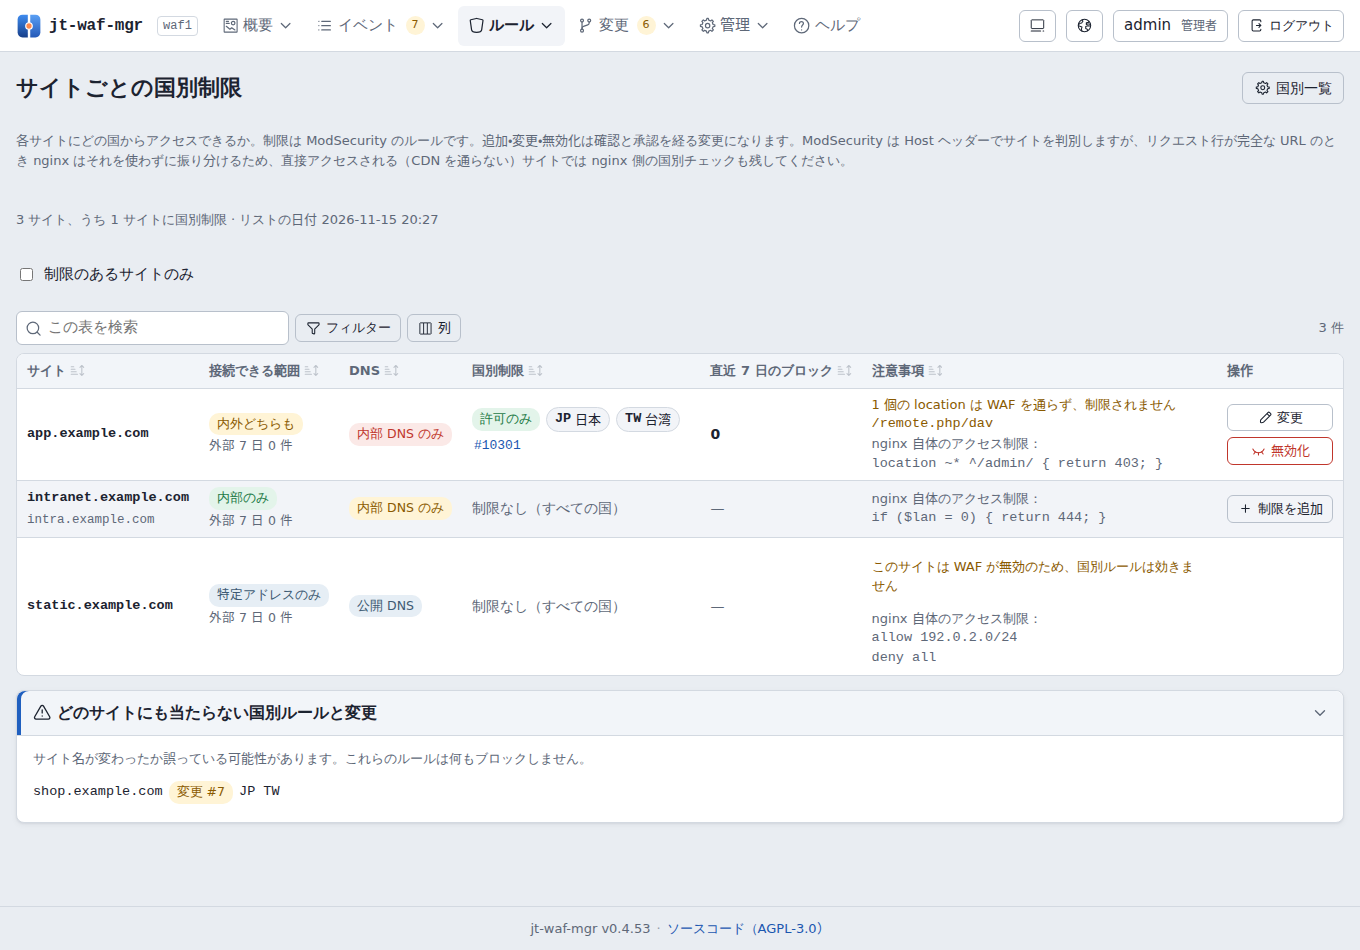 jt-waf-mgr waf1 概要 イベント 7 ルール 変更 6 管理 ヘルプ admin 管理者 ログアウト
サイトごとの国別制限 国別一覧
各サイトにどの国からアクセスできるか。制限は ModSecurity のルールです。追加•変更•無効化は確認と承認を経る変更になります。ModSecurity は Host ヘッダーでサイトを判別しますが、リクエスト行が完全な URL のと
き nginx はそれを使わずに振り分けるため、直接アクセスされる（CDN を通らない）サイトでは nginx 側の国別チェックも残してください。
3 サイト、うち 1 サイトに国別制限 · リストの日付 2026-11-15 20:27
制限のあるサイトのみ
この表を検索 フィルター 列 3 件
サイト 接続できる範囲 DNS 国別制限 直近 7 日のブロック 注意事項 操作
app.example.com 内外どちらも 外部 7 日 0 件 内部 DNS のみ 許可のみ JP 日本 TW 台湾 #10301 0
1 個の location は WAF を通らず、制限されません
/remote.php/dav
nginx 自体のアクセス制限：
location ~* ^/admin/ { return 403; }
変更
無効化
intranet.example.com 内部のみ 内部 DNS のみ 制限なし（すべての国） — nginx 自体のアクセス制限： 制限を追加
intra.example.com 外部 7 日 0 件 if ($lan = 0) { return 444; }
static.example.com 特定アドレスのみ 外部 7 日 0 件 公開 DNS 制限なし（すべての国） —
このサイトは WAF が無効のため、国別ルールは効きま
せん
nginx 自体のアクセス制限：
allow 192.0.2.0/24
deny all
どのサイトにも当たらない国別ルールと変更
サイト名が変わったか誤っている可能性があります。これらのルールは何もブロックしません。
shop.example.com 変更 #7 JP TW
jt-waf-mgr v0.4.53 · ソースコード（AGPL-3.0）